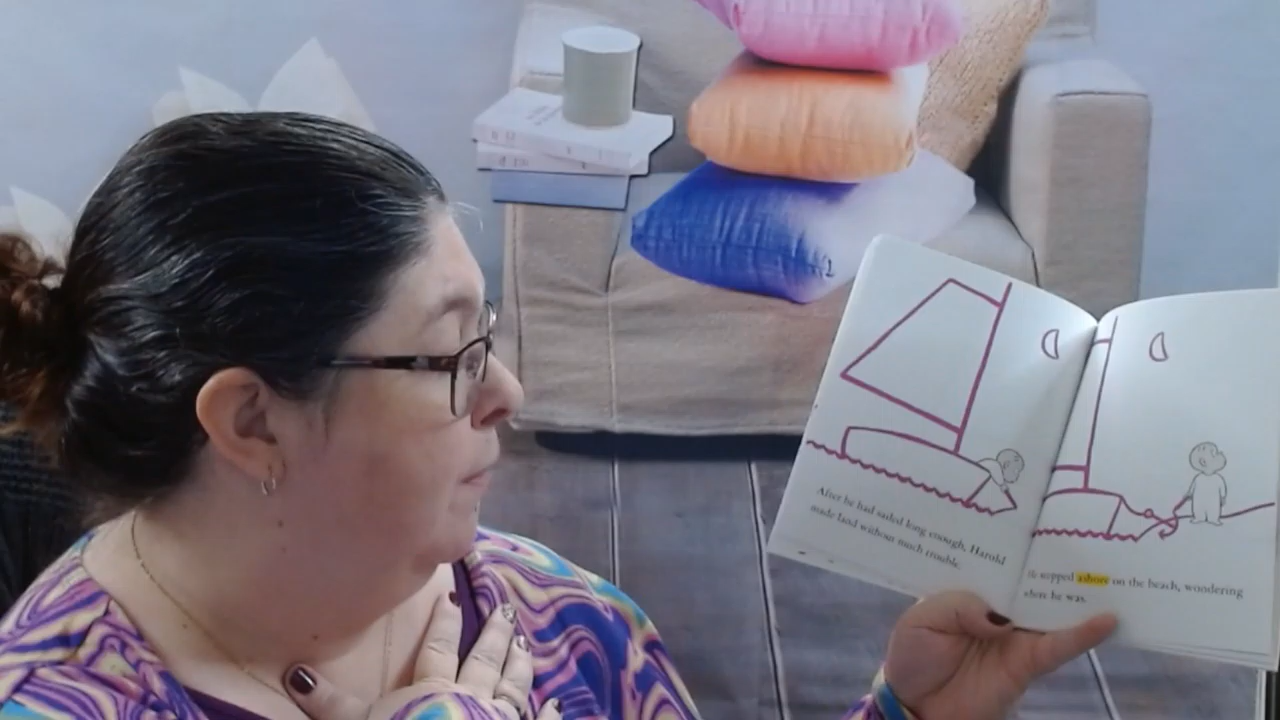 After he had sailed long enough, Harold
made land without much trouble.
He stepped ashore on the beach, wondering
where he was.